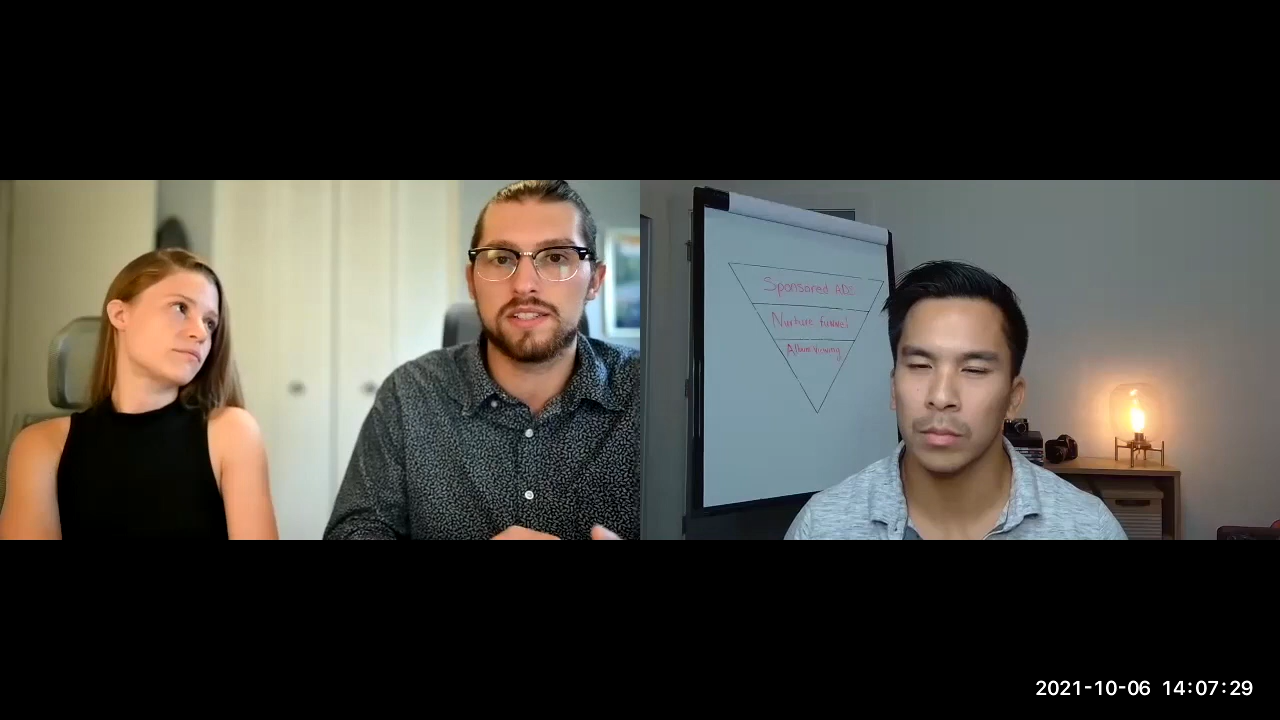 Sponsored ADS
Nurture funnel
Album Viewing
2021-10-06 14:07:29